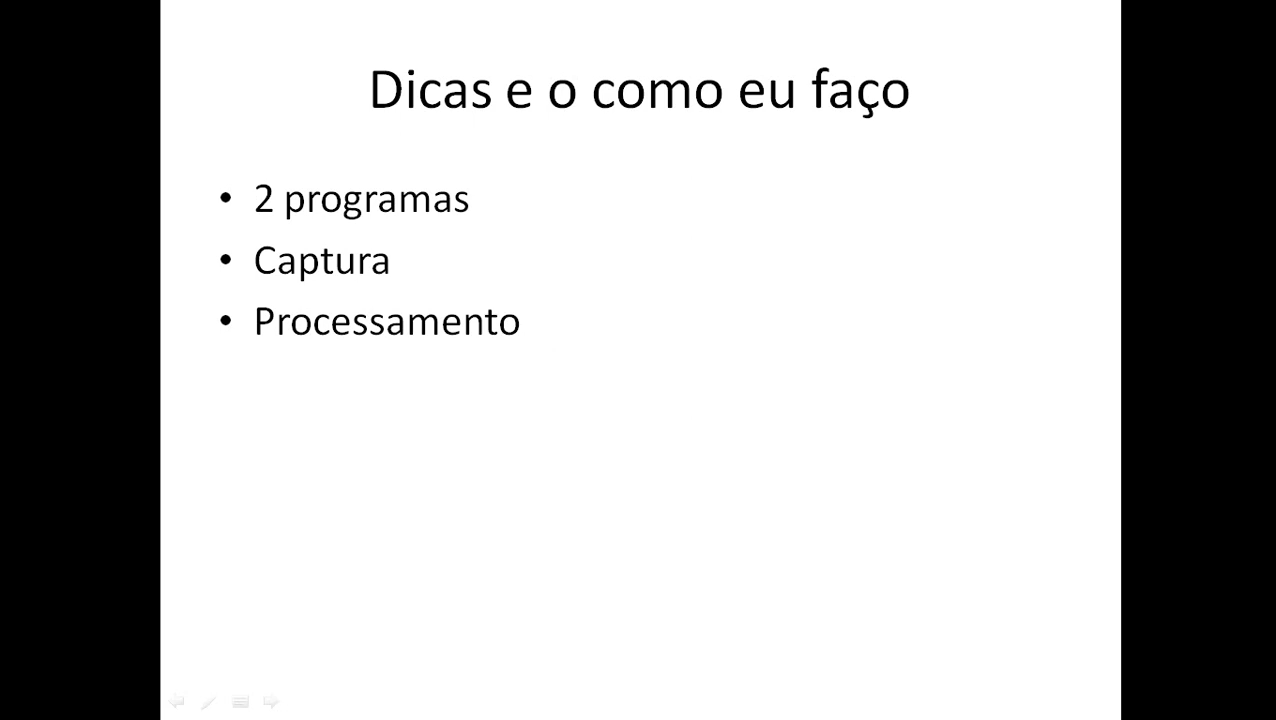 Dicas e o como eu faço
• 2 programas
• Captura
• Processamento